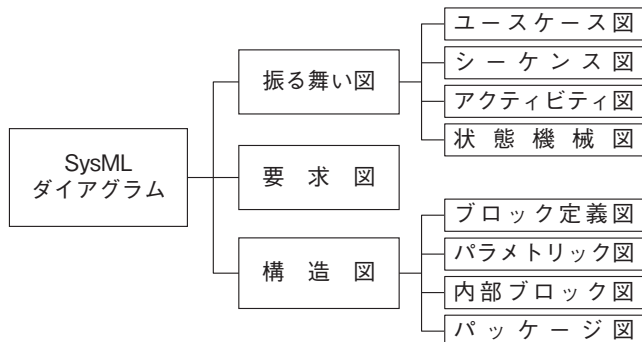 SysML
ダイアグラム
振る舞い図
ユースケース図
シーケンス図
アクティビティ図
状態機械図
要求図
構造図
ブロック定義図
パラメトリック図
内部ブロック図
パッケージ図